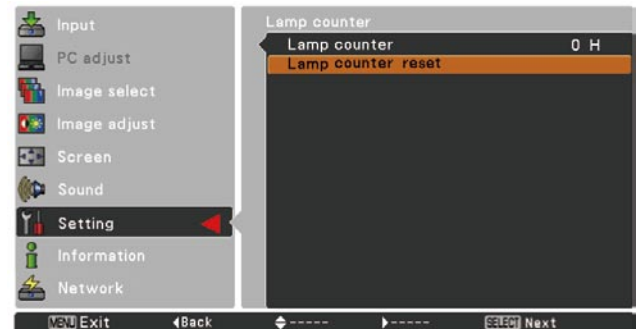 Input
PC adjust
Image select
Image adjust
Screen
Sound
Setting
Information
Network
Lamp counter
Lamp counter 0 H
Lamp counter reset
MENU Exit ◀Back ◆----- ▶----- SELECT Next